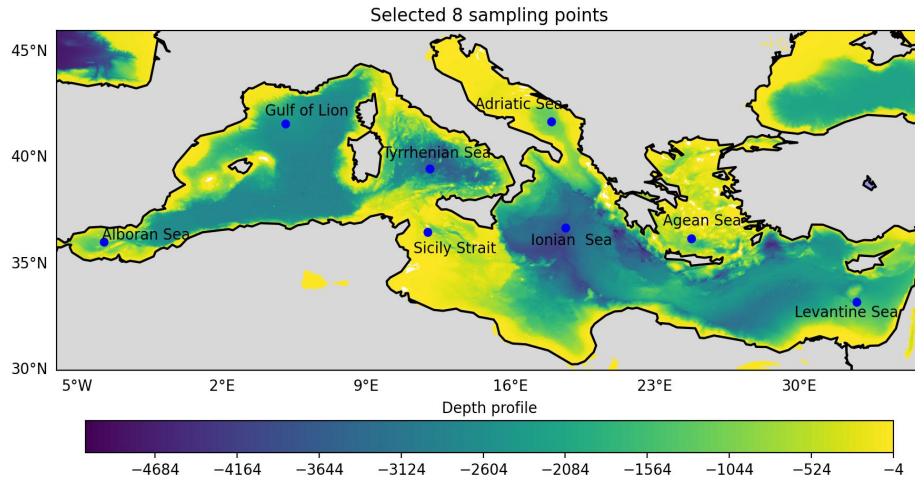 Selected 8 sampling points
45°N
40°N
35°N
30°N
Gulf of Lion
Adriatic Sea
Tyrrhenian Sea
Alboran Sea
Sicily Strait
Ionian  Sea
Agean Sea
Levantine Sea
5°W 2°E 9°E 16°E 23°E 30°E
Depth profile
−4684 −4164 −3644 −3124 −2604 −2084 −1564 −1044 −524 −4